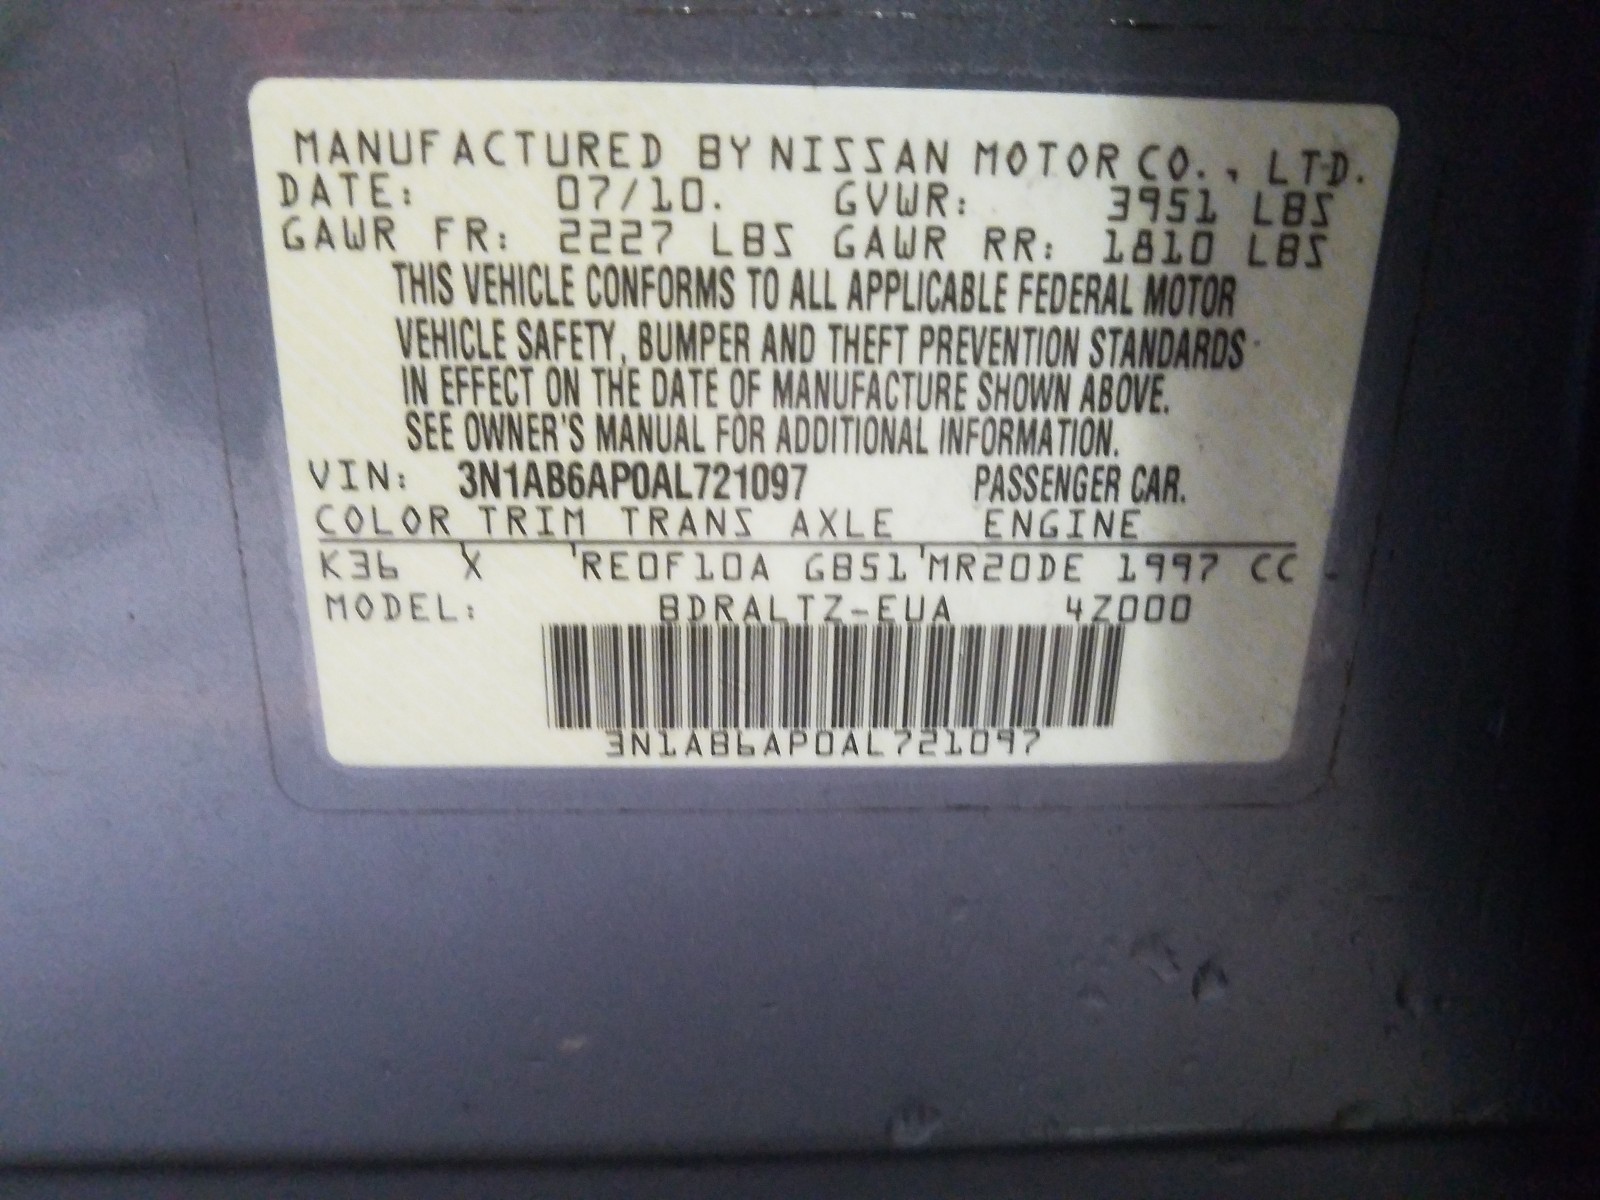 MANUFACTURED BY NISSAN MOTOR CO., LTD.
DATE: 07/10. GVWR: 3951 LBS
GAWR FR: 2227 LBS GAWR RR: 1810 LBS
THIS VEHICLE CONFORMS TO ALL APPLICABLE FEDERAL MOTOR
VEHICLE SAFETY, BUMPER AND THEFT PREVENTION STANDARDS
IN EFFECT ON THE DATE OF MANUFACTURE SHOWN ABOVE.
SEE OWNER'S MANUAL FOR ADDITIONAL INFORMATION.
VIN: 3N1AB6AP0AL721097 PASSENGER CAR.
COLOR TRIM TRANS AXLE ENGINE
K36 X RE0F10A GB51 MR20DE 1997 CC
MODEL: BDRALTZ-EUA 4Z000
3N1AB6AP0AL721097